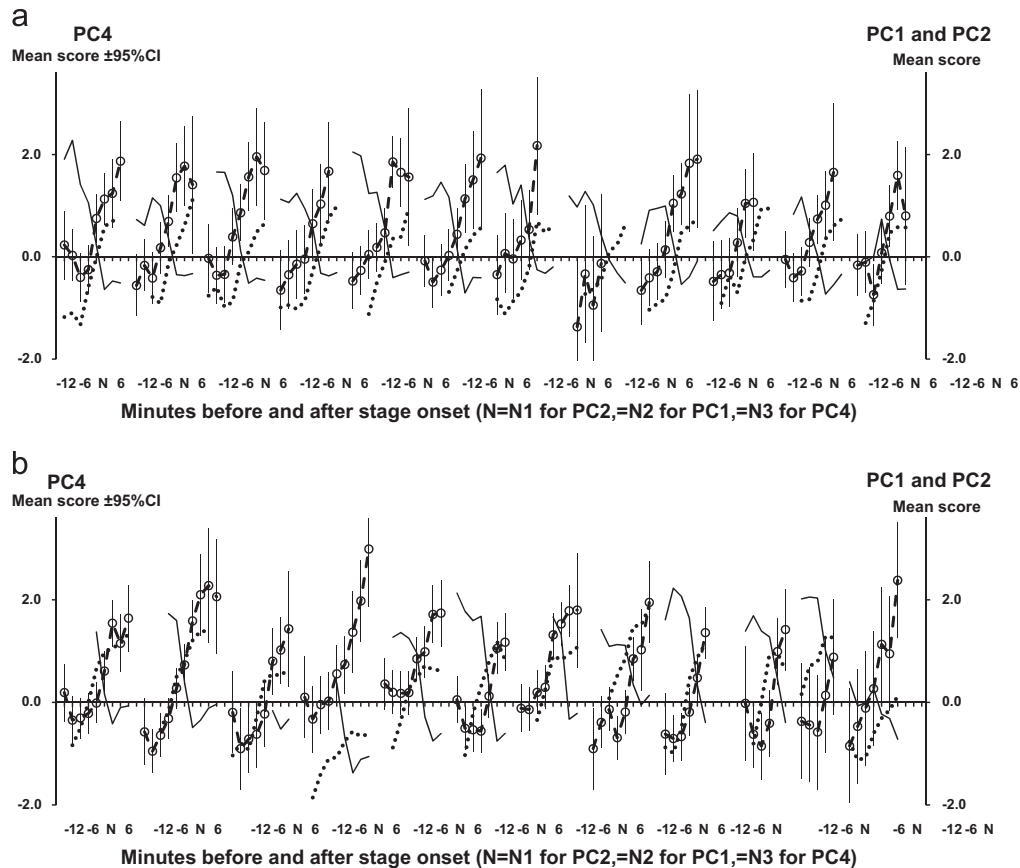 a
PC4
PC1 and PC2
Mean score ±95%CI
Mean score
2.0
2.0
0.0
0.0
-2.0
-2.0
-12 -6 N 6 -12 -6 N 6 -12 -6 N 6 -12 -6 N 6 -12 -6 N 6 -12 -6 N 6 -12 -6 N 6 -12 -6 N 6 -12 -6 N 6 -12 -6 N 6 -12 -6 N 6 -12 -6 N 6
Minutes before and after stage onset (N=N1 for PC2,=N2 for PC1,=N3 for PC4)
b
PC4
PC1 and PC2
Mean score ±95%CI
Mean score
2.0
2.0
0.0
0.0
-2.0
-2.0
-12 -6 N 6 -12 -6 N 6 -12 -6 N 6 -12 -6 N 6 -12 -6 N 6 -12 -6 N 6 -12 -6 N 6 -12 -6 N -12 -6 N -6 N -12 -6 N
Minutes before and after stage onset (N=N1 for PC2,=N2 for PC1,=N3 for PC4)